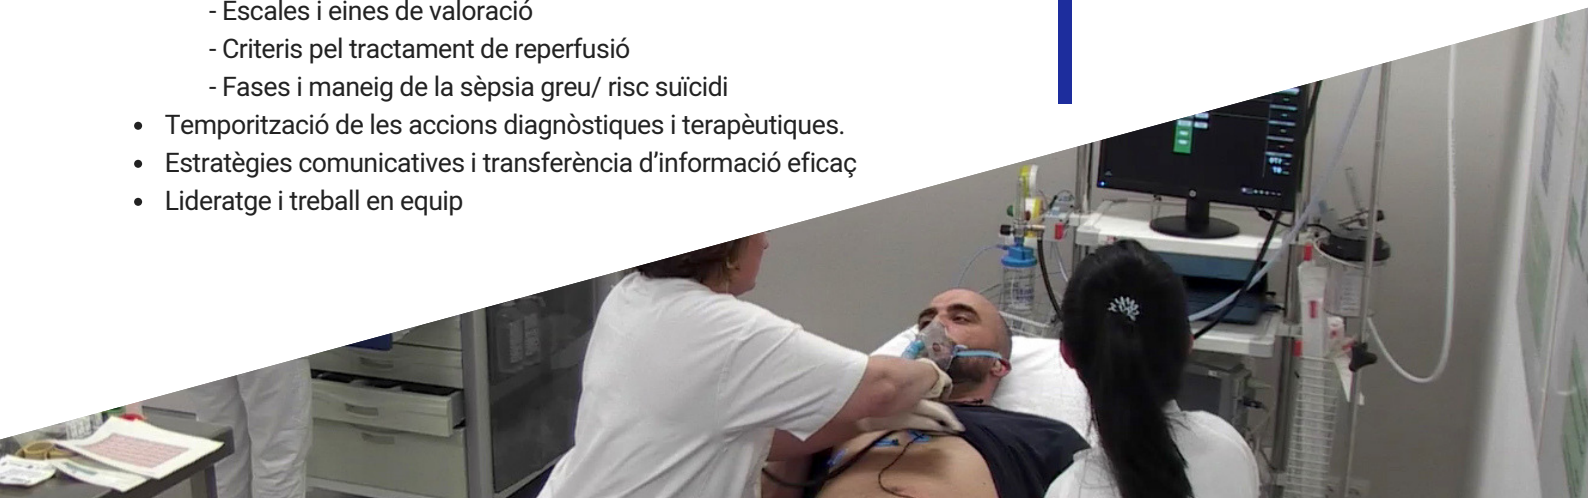 - Escales i eines de valoració
- Criteris pel tractament de reperfusió
- Fases i maneig de la sèpsia greu/ risc suïcidi
• Temporització de les accions diagnòstiques i terapèutiques.
• Estratègies comunicatives i transferència d’informació eficaç
• Lideratge i treball en equip